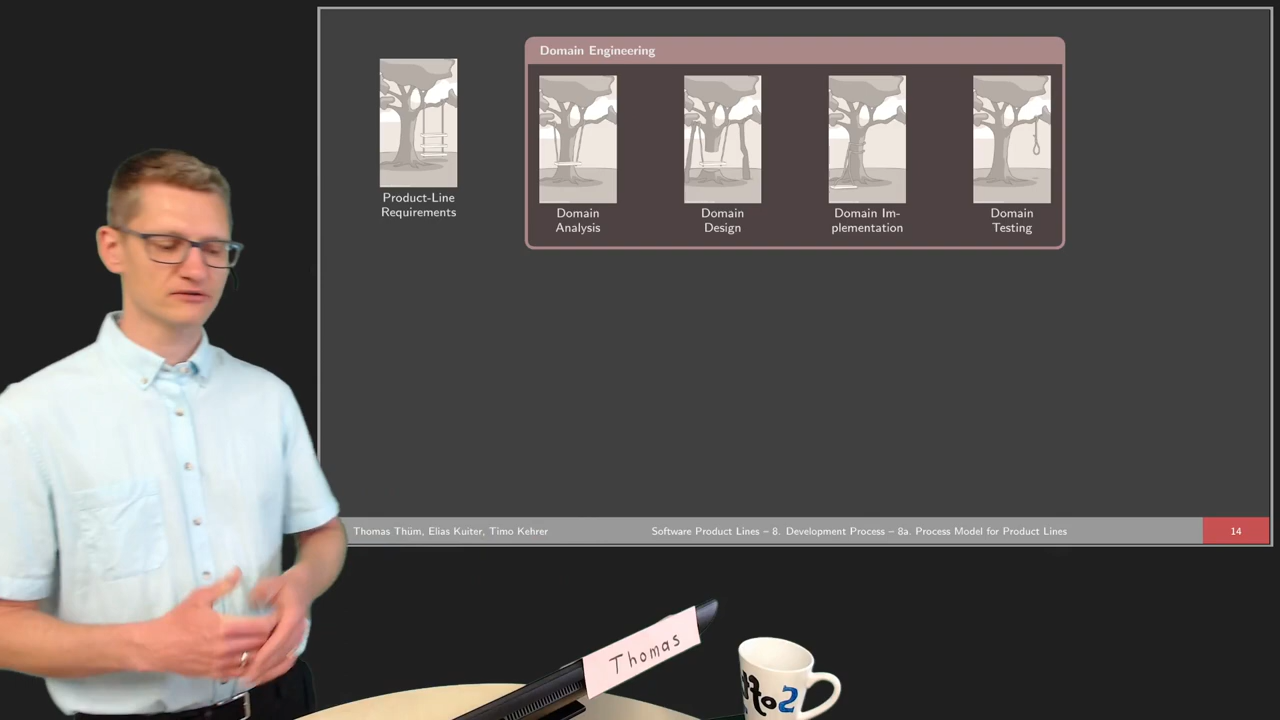 Domain Engineering
Product-Line
Requirements
Domain
Analysis
Domain
Design
Domain Im-
plementation
Domain
Testing
Thomas Thüm, Elias Kuiter, Timo Kehrer
Software Product Lines – 8. Development Process – 8a. Process Model for Product Lines
14
Thomas